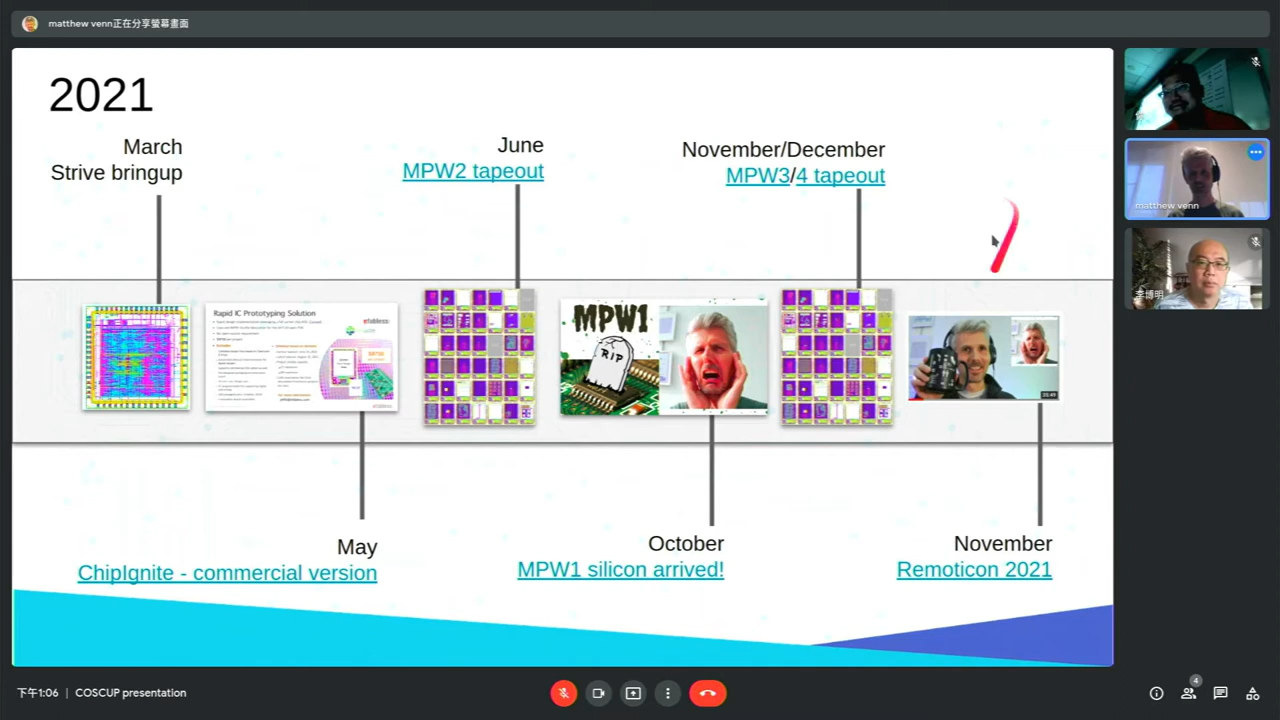 matthew venn正在分享螢幕畫面
2021
March
Strive bringup
June
MPW2 tapeout
November/December
MPW3/4 tapeout
Rapid IC Prototyping Solution
efabless
MPW1
RIP
May
ChipIgnite - commercial version
October
MPW1 silicon arrived!
November
Remoticon 2021
matthew venn
李博明
下午1:06 | COSCUP presentation
4